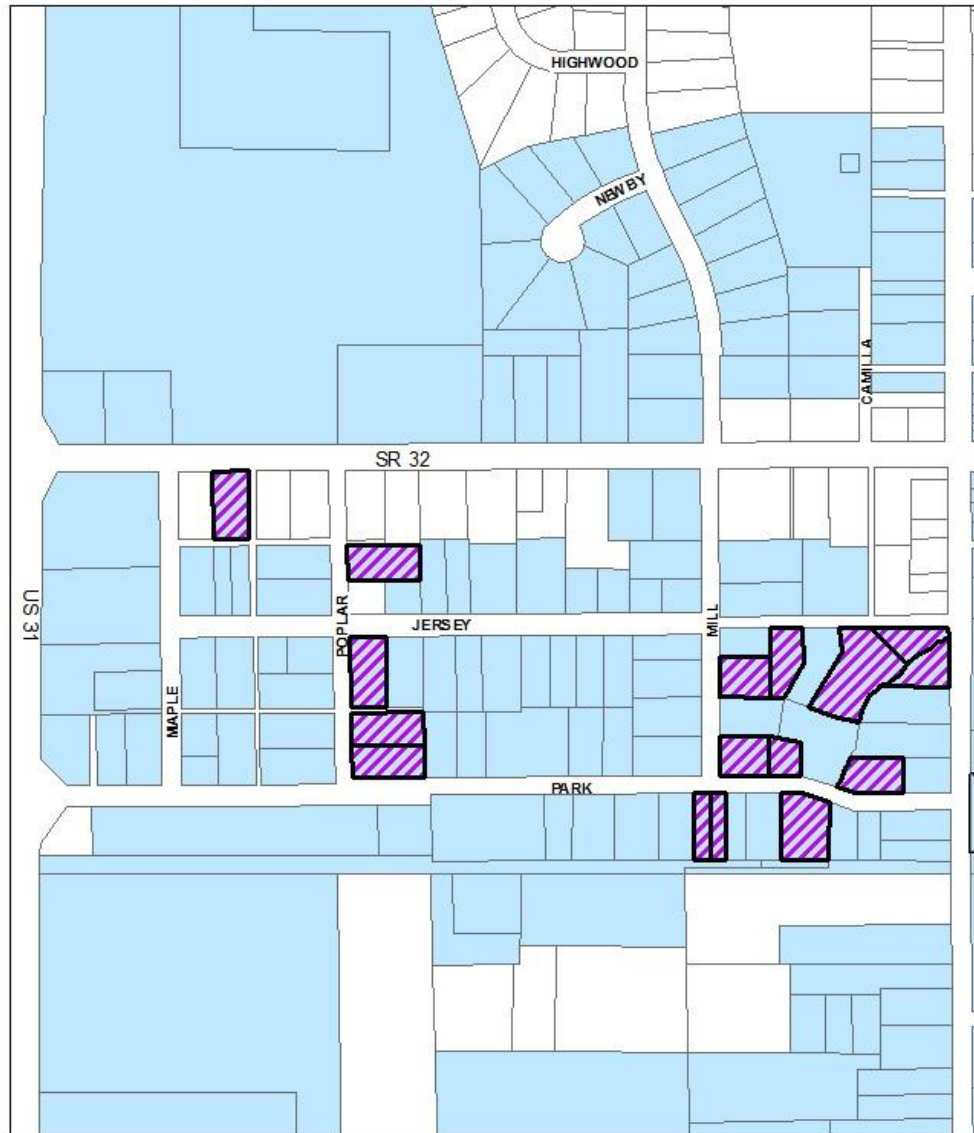 HIGHWOOD
NEWBY
CAMILLA
SR 32
US 31
POPLAR
JERSEY
MILL
MAPLE
PARK